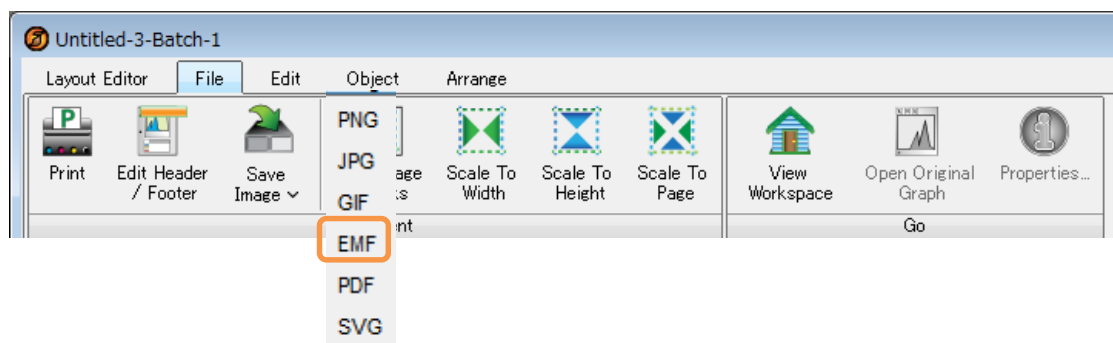 Untitled-3-Batch-1
Layout Editor File Edit Object Arrange
Print
Edit Header
/ Footer
Save
Image
PNG
JPG
GIF
EMF
PDF
SVG
Scale To
Width
Scale To
Height
Scale To
Page
View
Workspace
Open Original
Graph
Properties...
Go